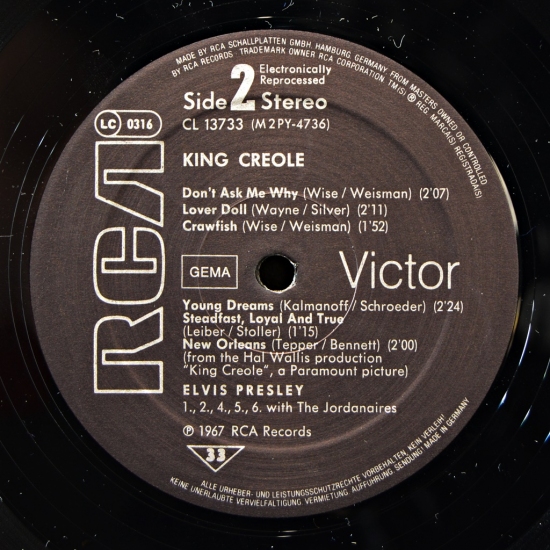 MADE BY RCA SCHALLPLATTEN GMBH, HAMBURG, GERMANY, FROM MASTERS OWNED OR CONTROLLED
BY RCA RECORDS · TRADEMARK OWNER RCA CORPORATION TM(S) ® REG. MARCA(S) REGISTRADA(S)
Side 2 Stereo
Electronically
Reprocessed
CL 13733 (M2PY-4736)
LC 0316
RCA
KING CREOLE
Don't Ask Me Why (Wise/Weisman) (2'07)
Lover Doll (Wayne/Silver) (2'11)
Crawfish (Wise/Weisman) (1'52)
GEMA
Victor
Young Dreams (Kalmanoff/Schroeder) (2'24)
Steadfast, Loyal And True
(Leiber/Stoller) (1'15)
New Orleans (Tepper/Bennett) (2'00)
(from the Hal Wallis production
"King Creole", a Paramount picture)
ELVIS PRESLEY
1., 2., 4., 5., 6. with The Jordanaires
℗ 1967 RCA Records
33
ALLE URHEBER- UND LEISTUNGSSCHUTZRECHTE VORBEHALTEN. KEIN VERLEIH!
KEINE UNERLAUBTE VERVIELFÄLTIGUNG, VERMIETUNG, AUFFÜHRUNG, SENDUNG! MADE IN GERMANY